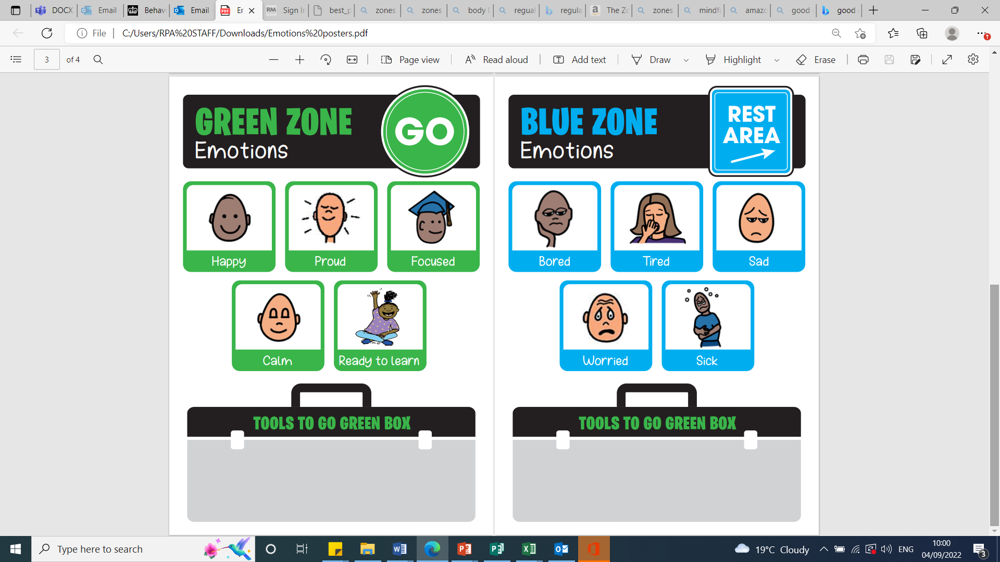 DOCX
Email
Behavi
Email
Er
RM
Sign In
best_p
zones
zones
body l
regual
regula
The Zo
zones
mindfu
amazo
good
good
File
C:/Users/RPA%20STAFF/Downloads/Emotions%20posters.pdf
3 of 4
Page view
Read aloud
Add text
Draw
Highlight
Erase
GREEN ZONE
Emotions
GO
Happy
Proud
Focused
Calm
Ready to learn
TOOLS TO GO GREEN BOX
BLUE ZONE
Emotions
REST
AREA
Bored
Tired
Sad
Worried
Sick
TOOLS TO GO GREEN BOX
Type here to search
19°C Cloudy
ENG
10:00
04/09/2022
3